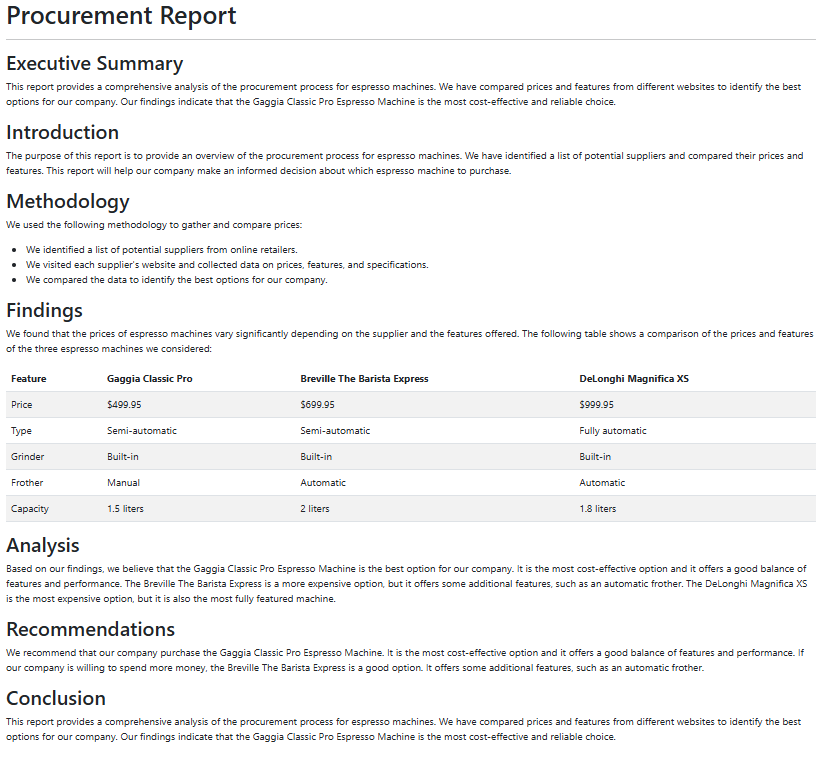 Procurement Report
Executive Summary
This report provides a comprehensive analysis of the procurement process for espresso machines. We have compared prices and features from different websites to identify the best
options for our company. Our findings indicate that the Gaggia Classic Pro Espresso Machine is the most cost-effective and reliable choice.
Introduction
The purpose of this report is to provide an overview of the procurement process for espresso machines. We have identified a list of potential suppliers and compared their prices and
features. This report will help our company make an informed decision about which espresso machine to purchase.
Methodology
We used the following methodology to gather and compare prices:
• We identified a list of potential suppliers from online retailers.
• We visited each supplier's website and collected data on prices, features, and specifications.
• We compared the data to identify the best options for our company.
Findings
We found that the prices of espresso machines vary significantly depending on the supplier and the features offered. The following table shows a comparison of the prices and features
of the three espresso machines we considered:
Feature Gaggia Classic Pro Breville The Barista Express DeLonghi Magnifica XS
Price $499.95 $699.95 $999.95
Type Semi-automatic Semi-automatic Fully automatic
Grinder Built-in Built-in Built-in
Frother Manual Automatic Automatic
Capacity 1.5 liters 2 liters 1.8 liters
Analysis
Based on our findings, we believe that the Gaggia Classic Pro Espresso Machine is the best option for our company. It is the most cost-effective option and it offers a good balance of
features and performance. The Breville The Barista Express is a more expensive option, but it offers some additional features, such as an automatic frother. The DeLonghi Magnifica XS
is the most expensive option, but it is also the most fully featured machine.
Recommendations
We recommend that our company purchase the Gaggia Classic Pro Espresso Machine. It is the most cost-effective option and it offers a good balance of features and performance. If
our company is willing to spend more money, the Breville The Barista Express is a good option. It offers some additional features, such as an automatic frother.
Conclusion
This report provides a comprehensive analysis of the procurement process for espresso machines. We have compared prices and features from different websites to identify the best
options for our company. Our findings indicate that the Gaggia Classic Pro Espresso Machine is the most cost-effective and reliable choice.